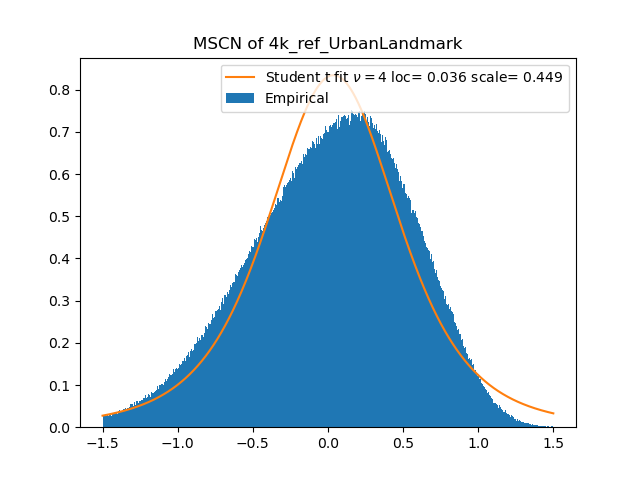 MSCN of 4k_ref_UrbanLandmark
Student t fit ν = 4 loc= 0.036 scale= 0.449
Empirical
0.8
0.7
0.6
0.5
0.4
0.3
0.2
0.1
0.0
−1.5 −1.0 −0.5 0.0 0.5 1.0 1.5